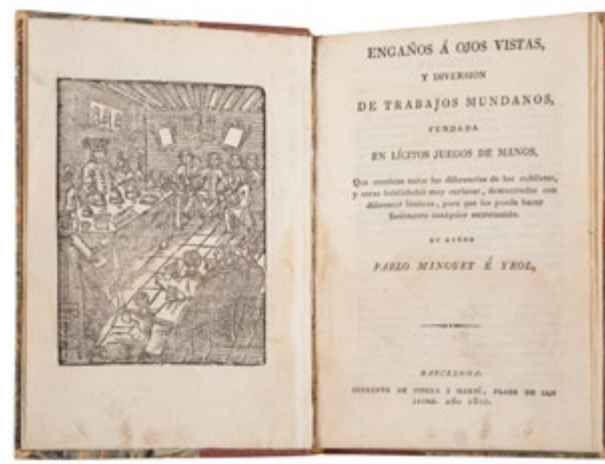 ENGAÑOS Á OJOS VISTAS,
Y DIVERSION
DE TRABAJOS MUNDANOS,
FUNDADA
EN LÍCITOS JUEGOS DE MANOS,
Que contiene todas las diferencias de los cubiletes,
y otras habilidades muy curiosas, demostradas con
diferentes láminas, para que los pueda hacer
facilmente cualquier entretenido.
SU AUTOR
PABLO MINGUET É YROL,
BARCELONA:
IMPRENTA DE SIERRA Y MARTÍ, PLAZA DE SAN
JAIME. AÑO